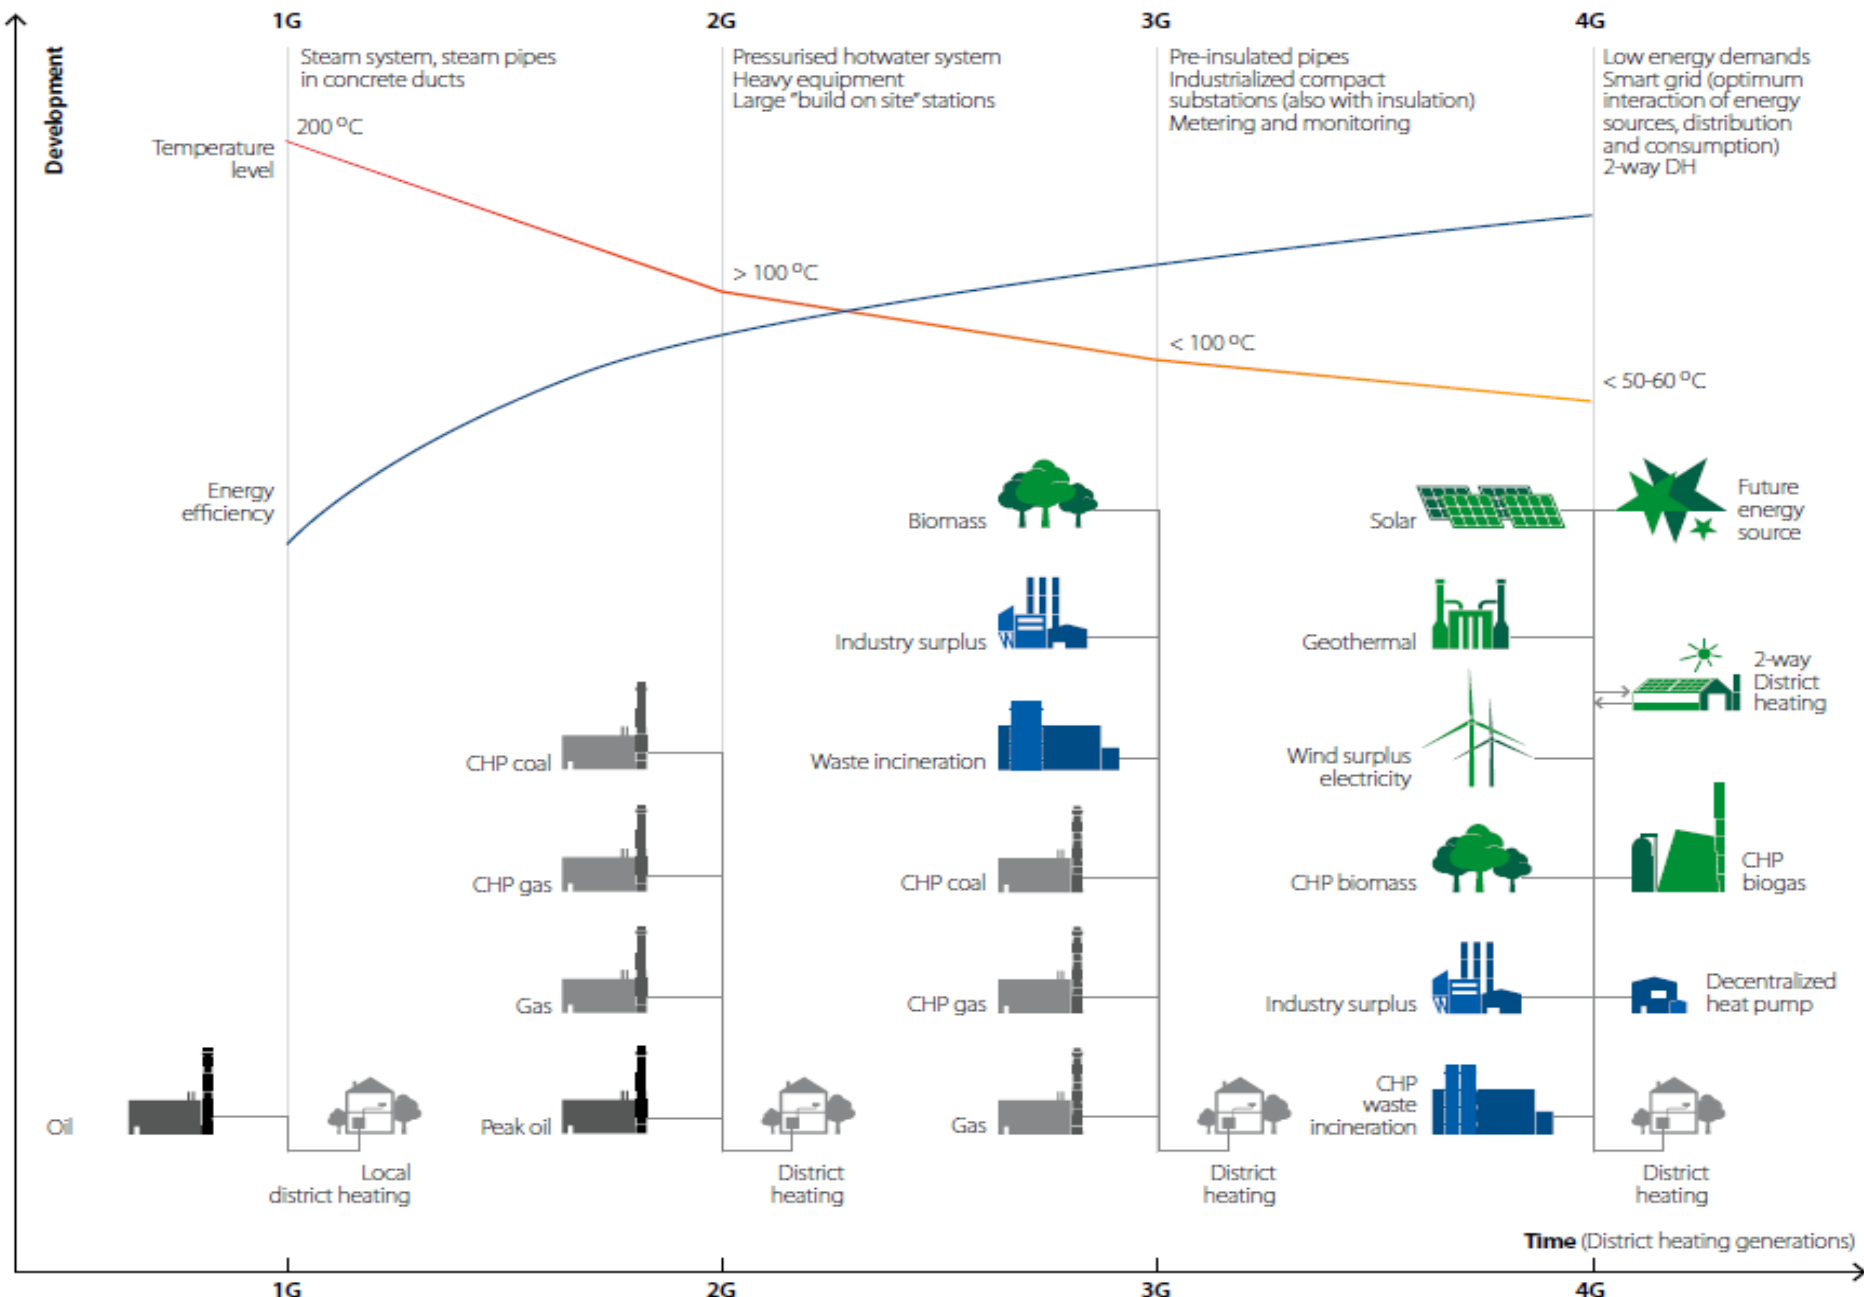 1G
2G
3G
4G
Development
Steam system, steam pipes
in concrete ducts
Pressurised hotwater system
Heavy equipment
Large "build on site" stations
Pre-insulated pipes
Industrialized compact
substations (also with insulation)
Metering and monitoring
Low energy demands
Smart grid (optimum
interaction of energy
sources, distribution
and consumption)
2-way DH
Temperature
level
200 °C
> 100 °C
< 100 °C
< 50-60 °C
Energy
efficiency
Biomass
Solar
Future
energy
source
Industry surplus
Geothermal
2-way
District
heating
CHP coal
Waste incineration
Wind surplus
electricity
CHP gas
CHP coal
CHP biomass
CHP
biogas
Gas
CHP gas
Industry surplus
Decentralized
heat pump
Oil
Peak oil
Gas
CHP
waste
incineration
Local
district heating
District
heating
District
heating
District
heating
Time (District heating generations)
1G
2G
3G
4G